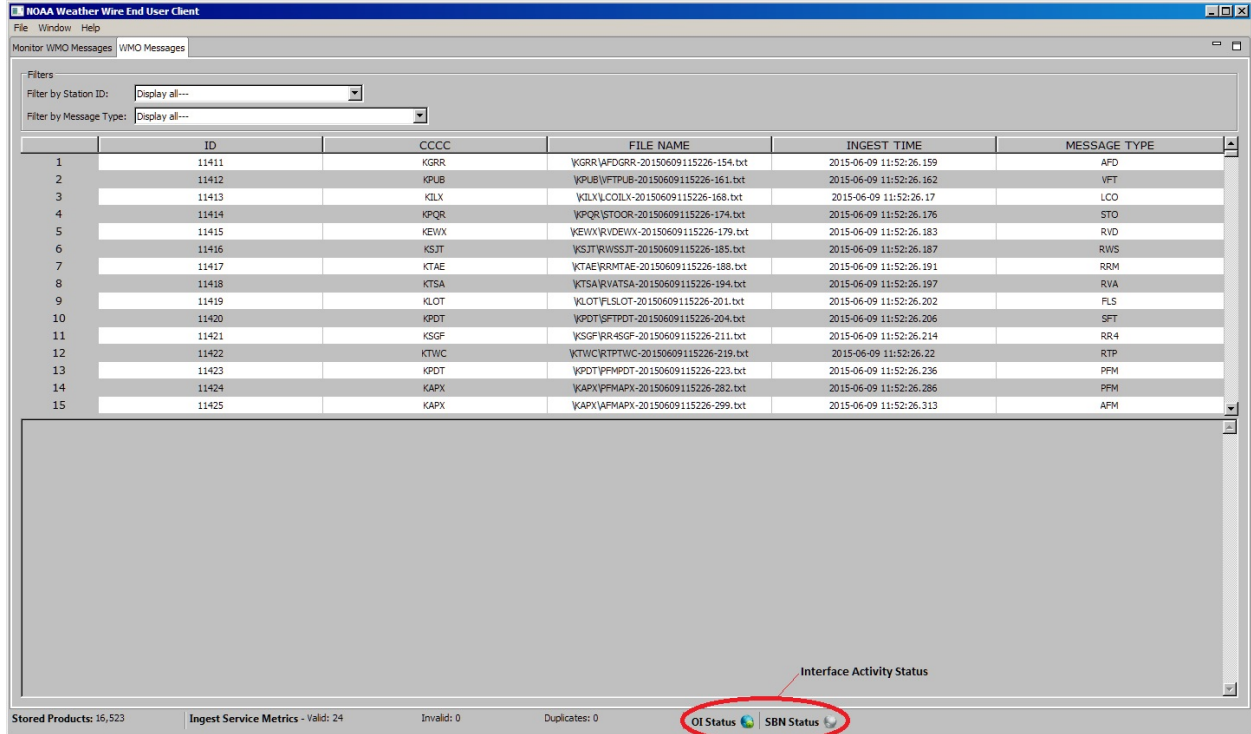 NOAA Weather Wire End User Client
File Window Help
Monitor WMO Messages WMO Messages
Filters
Filter by Station ID: Display all---
Filter by Message Type: Display all---
ID CCCC FILE NAME INGEST TIME MESSAGE TYPE
1 11411 KGRR \KGRR\AFDGRR-20150609115226-154.txt 2015-06-09 11:52:26.159 AFD
2 11412 KPUB \KPUB\VFTPUB-20150609115226-161.txt 2015-06-09 11:52:26.162 VFT
3 11413 KILX \KILX\LCOILX-20150609115226-168.txt 2015-06-09 11:52:26.17 LCO
4 11414 KPQR \KPQR\STOOR-20150609115226-174.txt 2015-06-09 11:52:26.176 STO
5 11415 KEWX \KEWX\RVDEWX-20150609115226-179.txt 2015-06-09 11:52:26.183 RVD
6 11416 KSJT \KSJT\RWSSJT-20150609115226-185.txt 2015-06-09 11:52:26.187 RWS
7 11417 KTAE \KTAE\RRMTAE-20150609115226-188.txt 2015-06-09 11:52:26.191 RRM
8 11418 KTSA \KTSA\RVATSA-20150609115226-194.txt 2015-06-09 11:52:26.197 RVA
9 11419 KLOT \KLOT\FLSLOT-20150609115226-201.txt 2015-06-09 11:52:26.202 FLS
10 11420 KPDT \KPDT\SFTPDT-20150609115226-204.txt 2015-06-09 11:52:26.206 SFT
11 11421 KSGF \KSGF\RR4SGF-20150609115226-211.txt 2015-06-09 11:52:26.214 RR4
12 11422 KTWC \KTWC\RTPTWC-20150609115226-219.txt 2015-06-09 11:52:26.22 RTP
13 11423 KPDT \KPDT\PFMPDT-20150609115226-223.txt 2015-06-09 11:52:26.236 PFM
14 11424 KAPX \KAPX\PFMAPX-20150609115226-282.txt 2015-06-09 11:52:26.286 PFM
15 11425 KAPX \KAPX\AFMAPX-20150609115226-299.txt 2015-06-09 11:52:26.313 AFM
Interface Activity Status
Stored Products: 16,523 Ingest Service Metrics - Valid: 24 Invalid: 0 Duplicates: 0 OI Status SBN Status